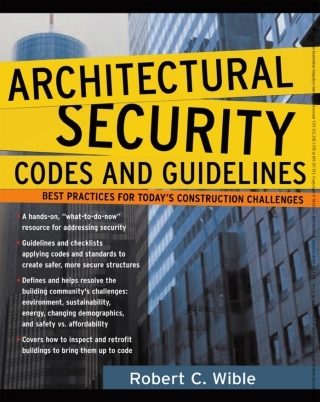 ARCHITECTURAL
SECURITY
CODES AND GUIDELINES
BEST PRACTICES FOR TODAY'S CONSTRUCTION CHALLENGES
• A hands-on, "what-to-do-now"
resource for addressing security
• Guidelines and checklists
applying codes and standards to
create safer, more secure structures
• Defines and helps resolve the
building community's challenges:
environment, sustainability,
energy, changing demographics,
and safety vs. affordability
• Covers how to inspect and retrofit
buildings to bring them up to code
Robert C. Wible